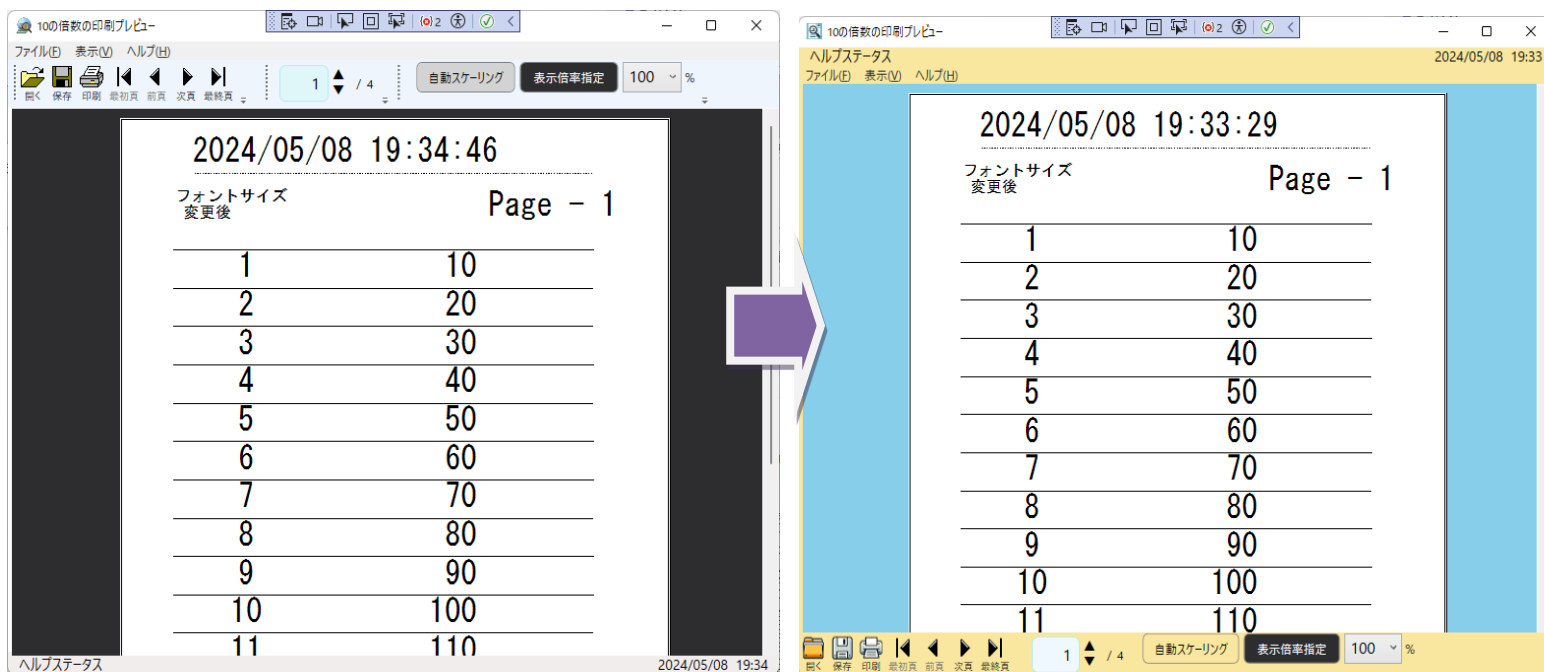 10の倍数の印刷プレビュー
2
ファイル(F) 表示(V) ヘルプ(H)
開く 保存 印刷 最初頁 前頁 次頁 最終頁 1 / 4 自動スケーリング 表示倍率指定 100 %
2024/05/08 19:34:46
フォントサイズ
変更後
Page - 1
1 10
2 20
3 30
4 40
5 50
6 60
7 70
8 80
9 90
10 100
11 110
ヘルプステータス 2024/05/08 19:34
10の倍数の印刷プレビュー
2
ヘルプステータス 2024/05/08 19:33
ファイル(F) 表示(V) ヘルプ(H)
2024/05/08 19:33:29
フォントサイズ
変更後
Page - 1
1 10
2 20
3 30
4 40
5 50
6 60
7 70
8 80
9 90
10 100
11 110
開く 保存 印刷 最初頁 前頁 次頁 最終頁 1 / 4 自動スケーリング 表示倍率指定 100 %